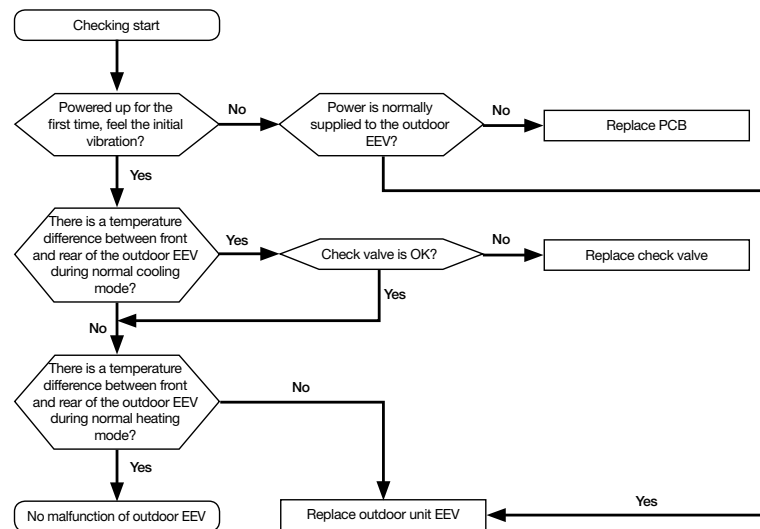 Checking start
Powered up for the
first time, feel the initial
vibration?
No
Power is normally
supplied to the outdoor
EEV?
No
Replace PCB
Yes
There is a temperature
difference between front
and rear of the outdoor EEV
during normal cooling
mode?
Yes
Check valve is OK?
No
Replace check valve
Yes
No
There is a temperature
difference between front
and rear of the outdoor EEV
during normal heating
mode?
No
Yes
No malfunction of outdoor EEV
Replace outdoor unit EEV
Yes